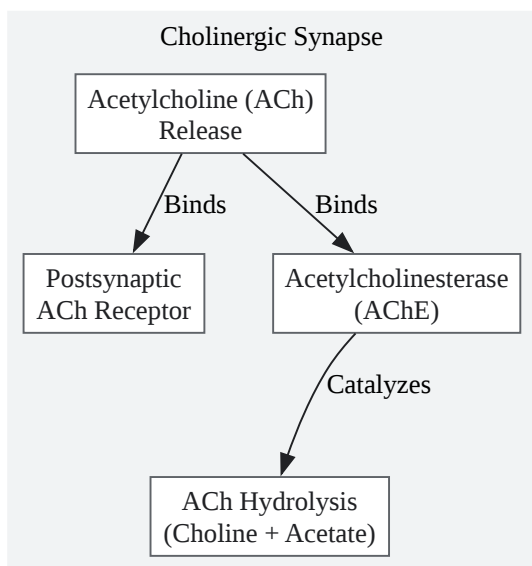 Cholinergic Synapse
Acetylcholine (ACh)
Release
Binds
Binds
Postsynaptic
ACh Receptor
Acetylcholinesterase
(AChE)
Catalyzes
ACh Hydrolysis
(Choline + Acetate)